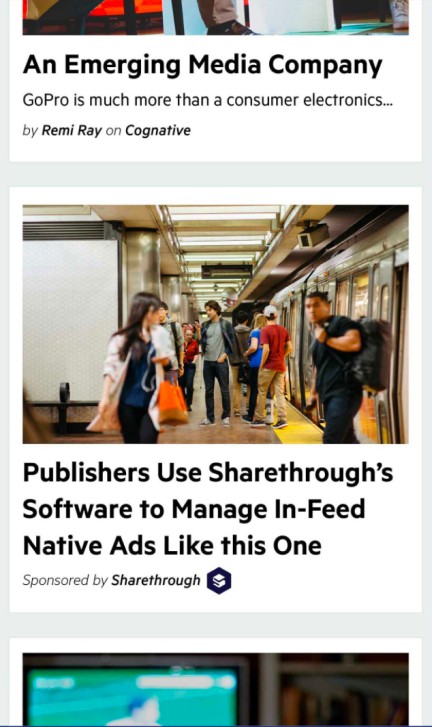 An Emerging Media Company
GoPro is much more than a consumer electronics...
by Remi Ray on Cognative
Publishers Use Sharethrough’s
Software to Manage In-Feed
Native Ads Like this One
Sponsored by Sharethrough